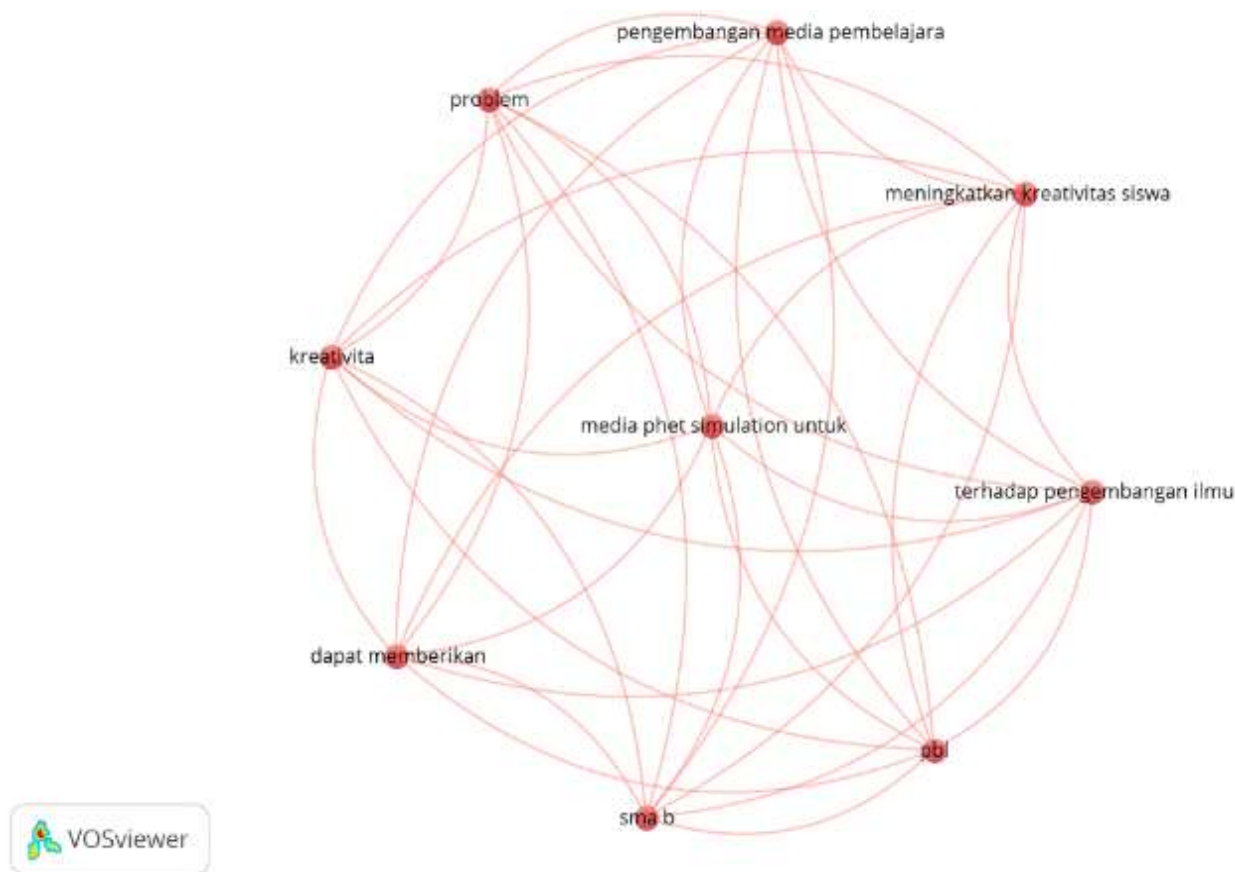 pengembangan media pembelajara
problem
meningkatkan kreativitas siswa
kreativita
media phet simulation untuk
terhadap pengembangan ilmu
dapat memberikan
pbl
sma b
VOSviewer